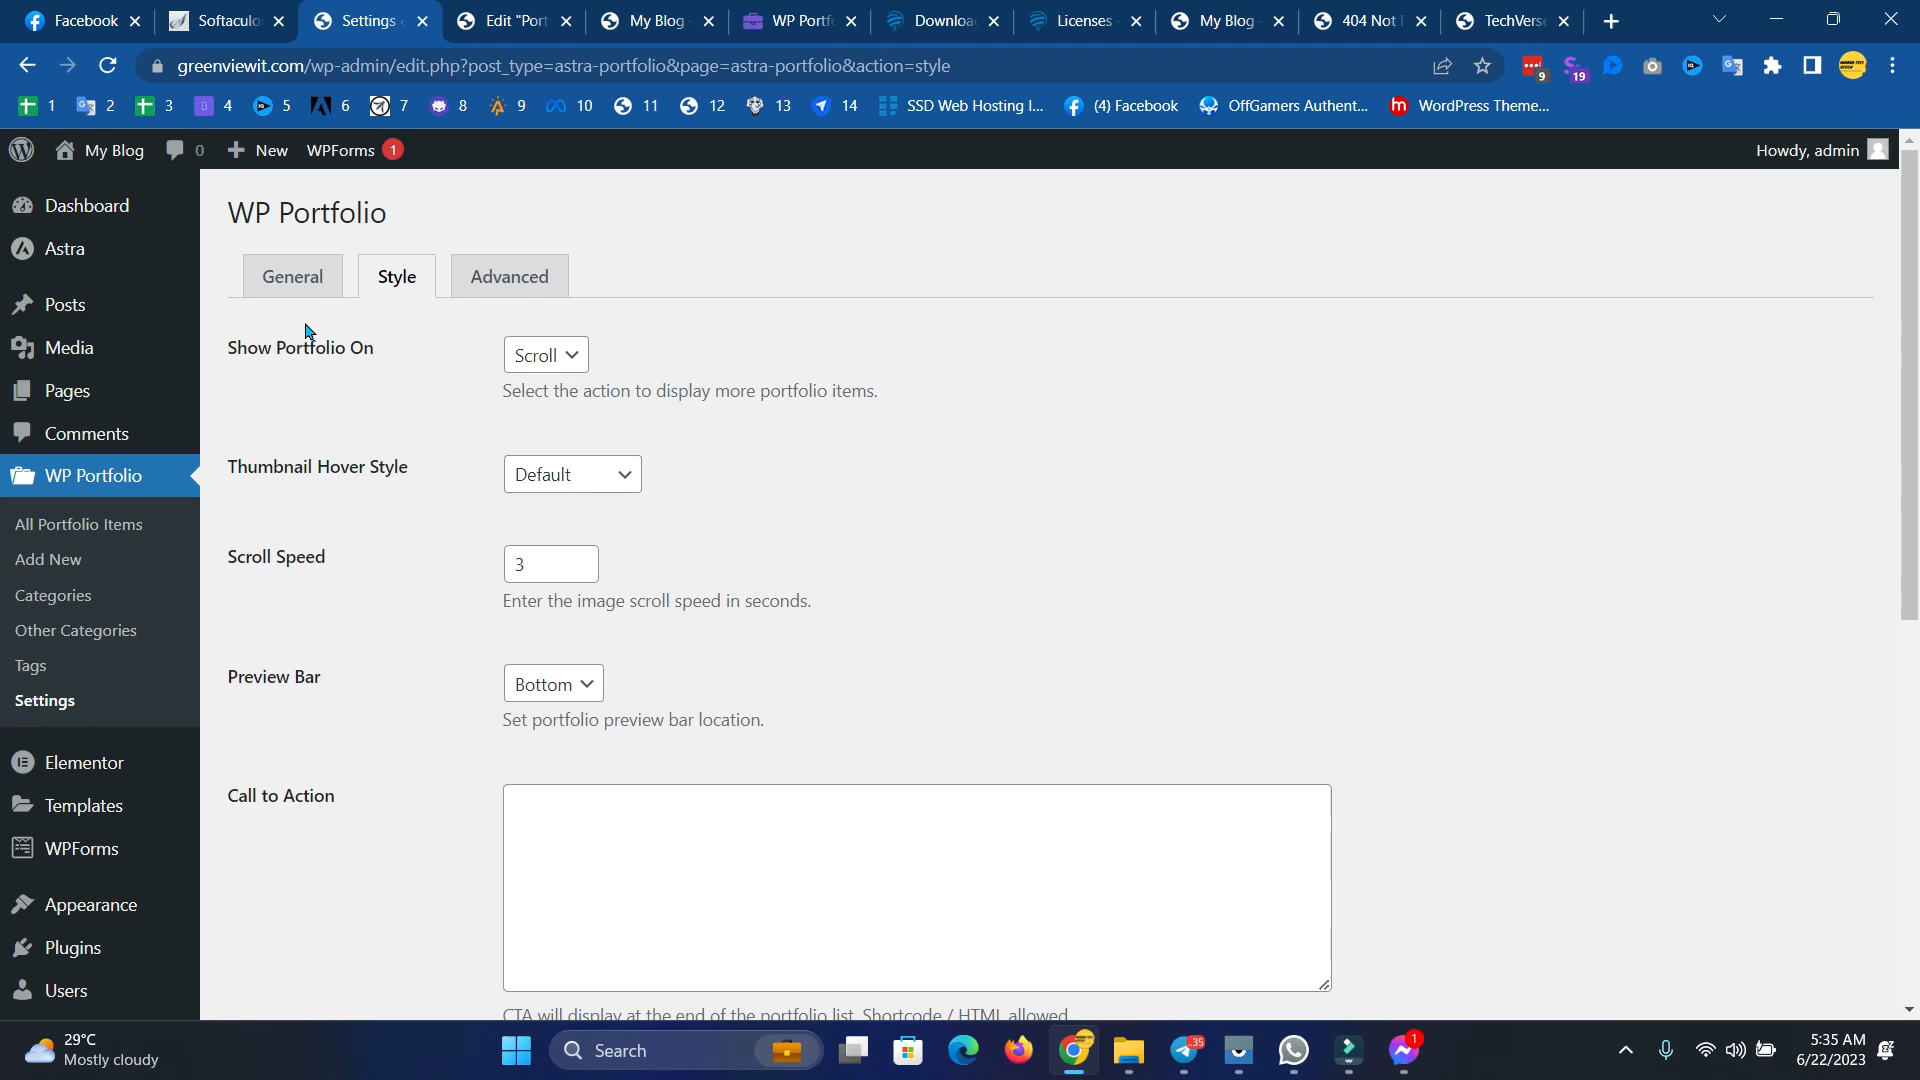 Facebook
Softaculo
Settings
Edit "Port
My Blog
WP Portf
Downloa
Licenses
My Blog
404 Not F
TechVerse
greenviewit.com/wp-admin/edit.php?post_type=astra-portfolio&page=astra-portfolio&action=style
9
19
1
2
3
4
5
6
7
8
9
10
11
12
13
14
SSD Web Hosting I...
(4) Facebook
OffGamers Authent...
WordPress Theme...
My Blog
0
New
WPForms
1
Howdy, admin
Dashboard
Astra
Posts
Media
Pages
Comments
WP Portfolio
All Portfolio Items
Add New
Categories
Other Categories
Tags
Settings
Elementor
Templates
WPForms
Appearance
Plugins
Users
WP Portfolio
General
Style
Advanced
Show Portfolio On
Scroll
Select the action to display more portfolio items.
Thumbnail Hover Style
Default
Scroll Speed
3
Enter the image scroll speed in seconds.
Preview Bar
Bottom
Set portfolio preview bar location.
Call to Action
CTA will display at the end of the portfolio list. Shortcode / HTML allowed
29°C
Mostly cloudy
Search
35
1
5:35 AM
6/22/2023